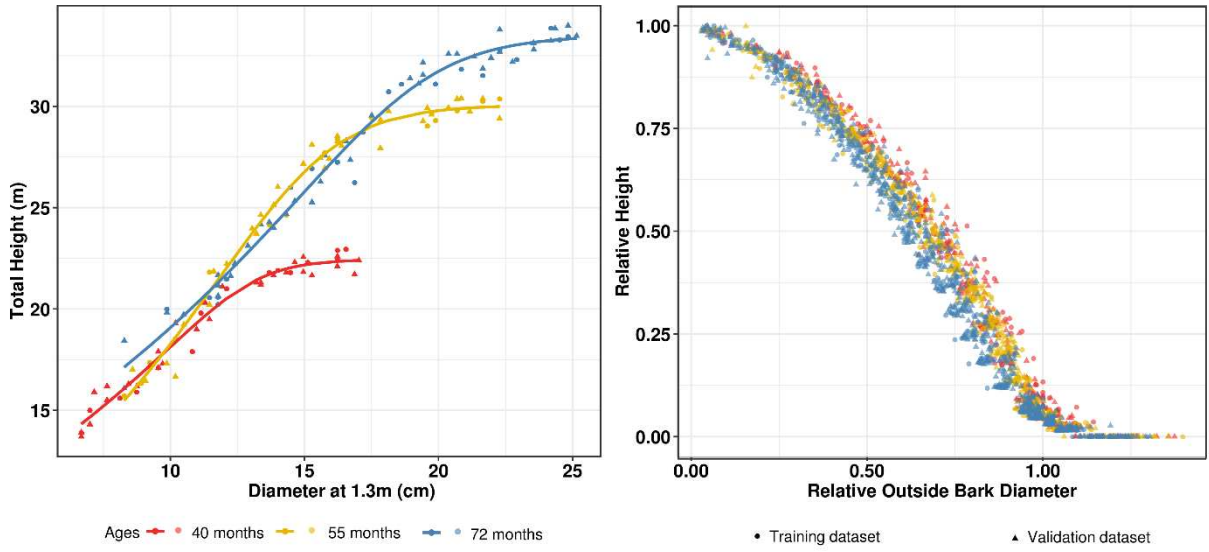 Total Height (m)
30
25
20
15
10
15
20
25
Diameter at 1.3m (cm)
Relative Height
1.00
0.75
0.50
0.25
0.00
0.00
0.50
1.00
Relative Outside Bark Diameter
Ages 40 months 55 months 72 months
Training dataset Validation dataset